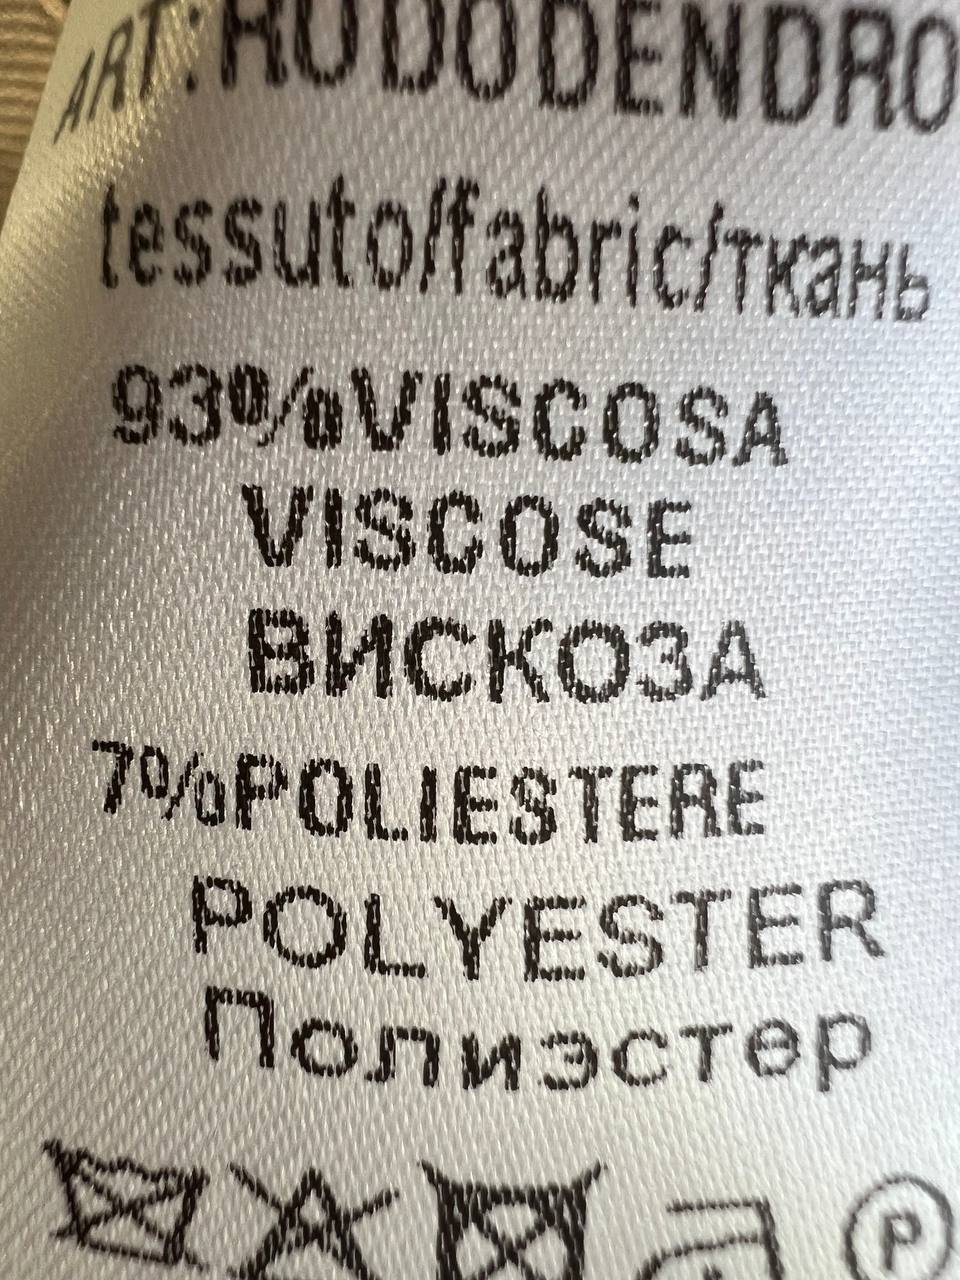 ART. RODODENDRO
tessuto/fabric/ткань
93%VISCOSA
VISCOSE
ВИСКОЗА
7%POLIESTERE
POLYESTER
Полиэстер
P